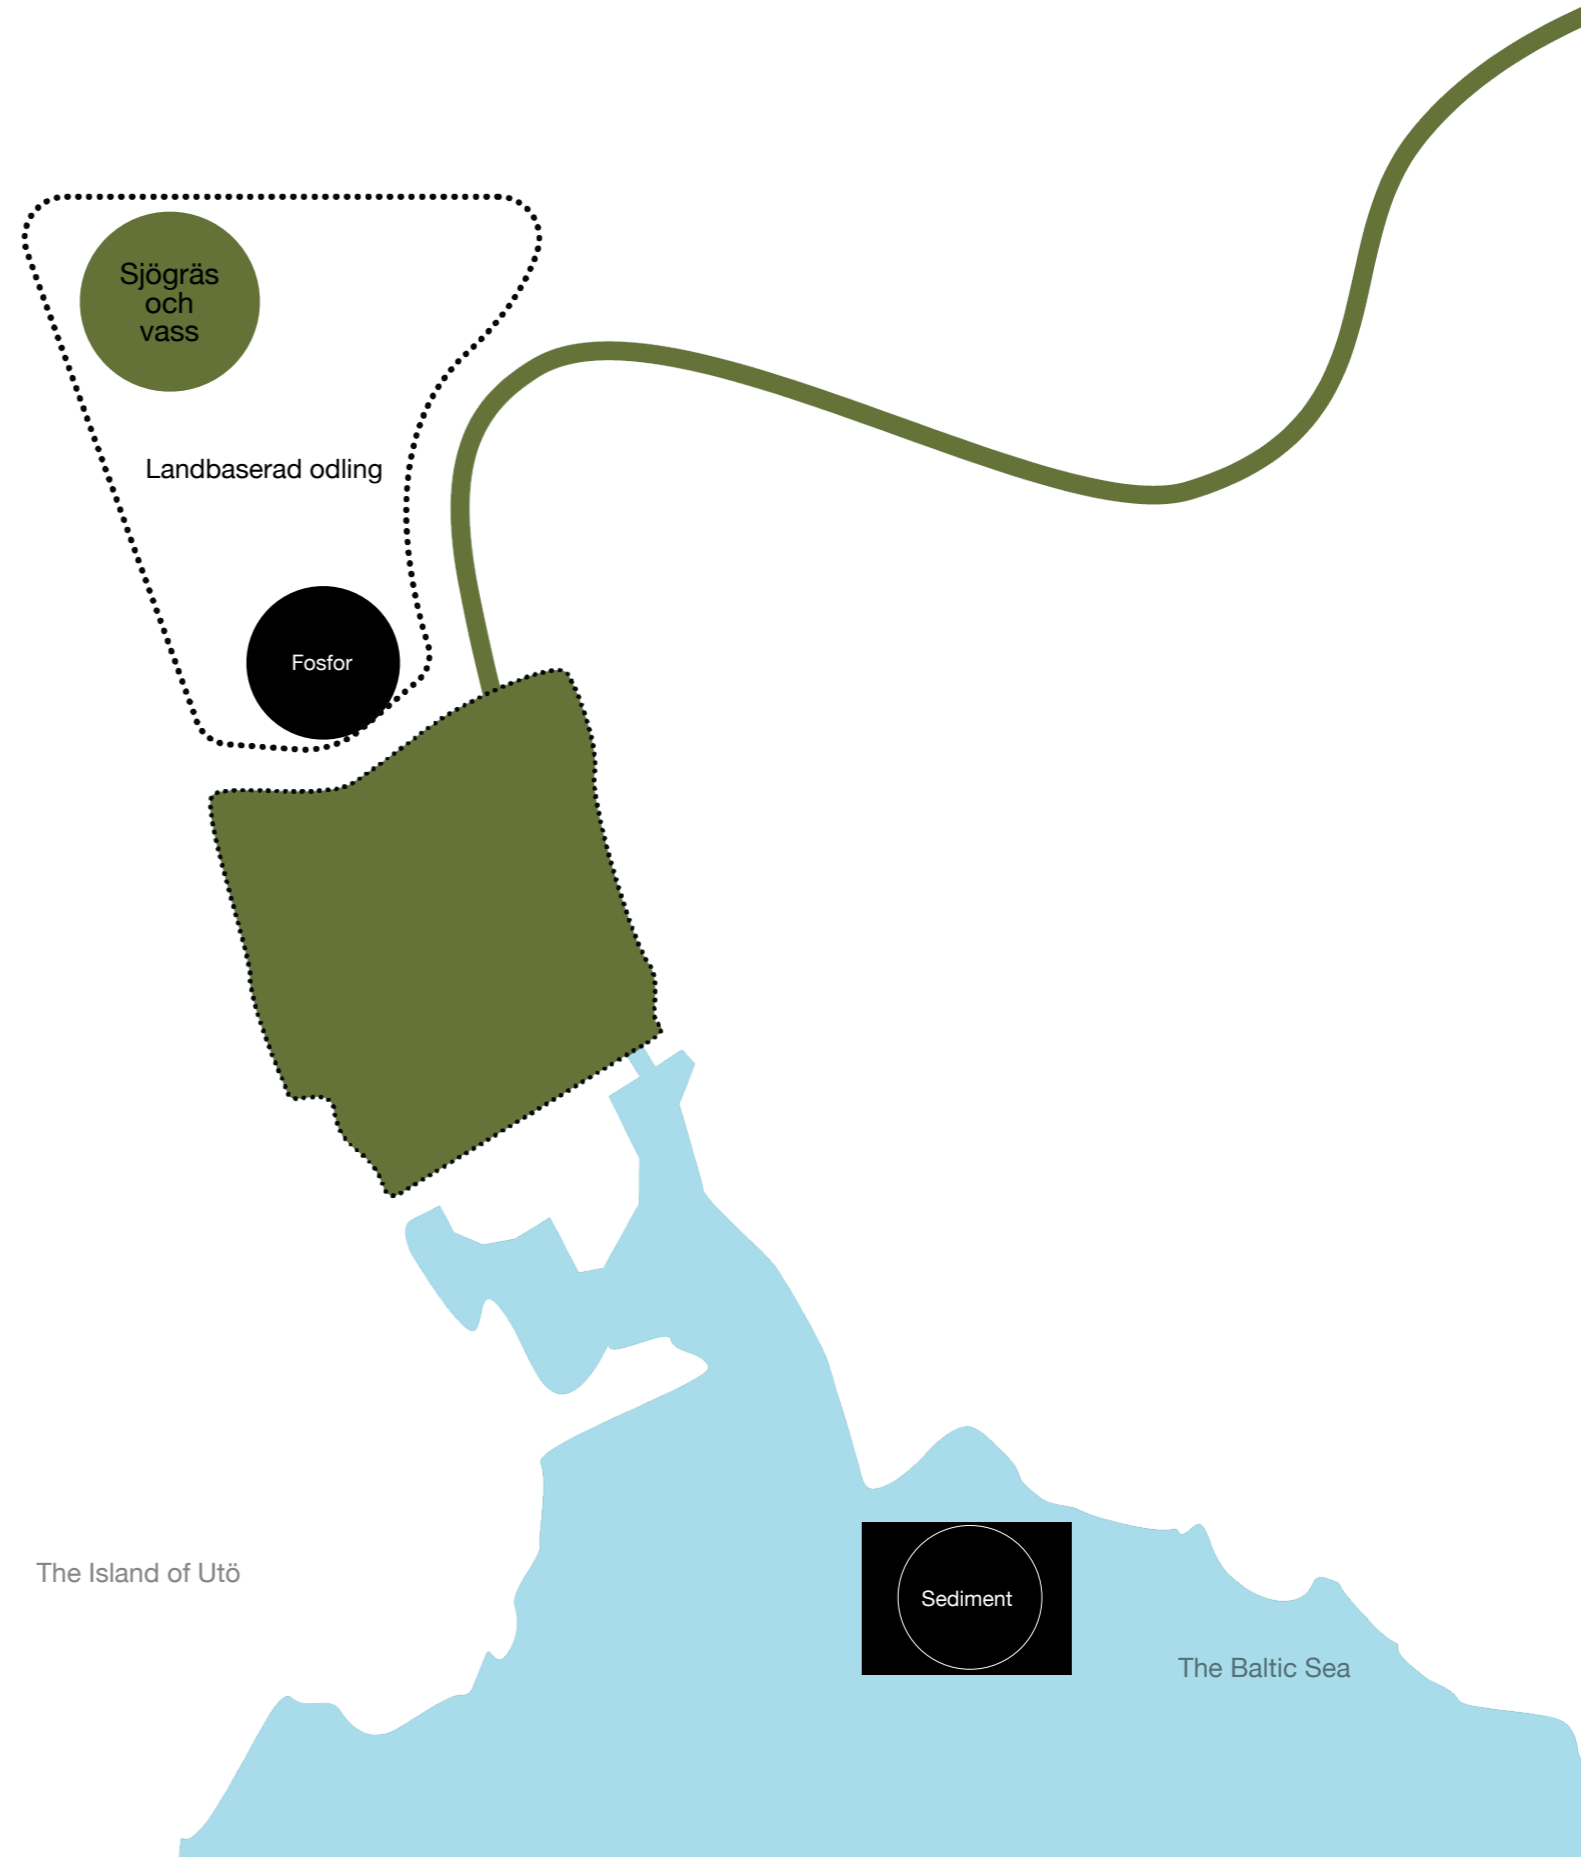 Sjögräs
och
vass
Landbaserad odling
Fosfor
The Island of Utö
Sediment
The Baltic Sea